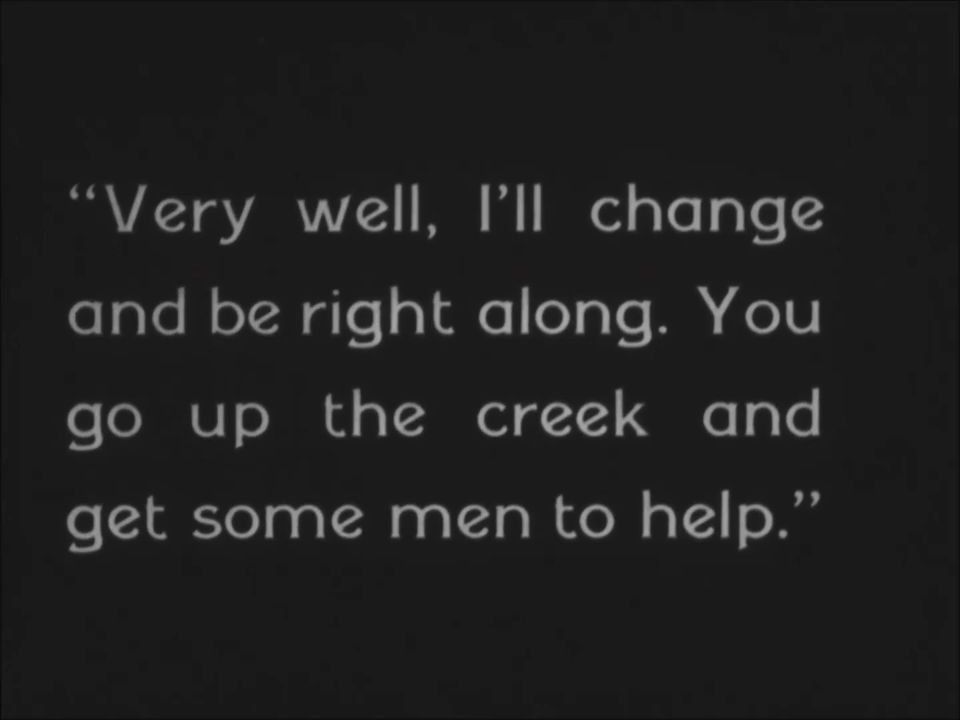 “Very well, I’ll change
and be right along. You
go up the creek and
get some men to help.”